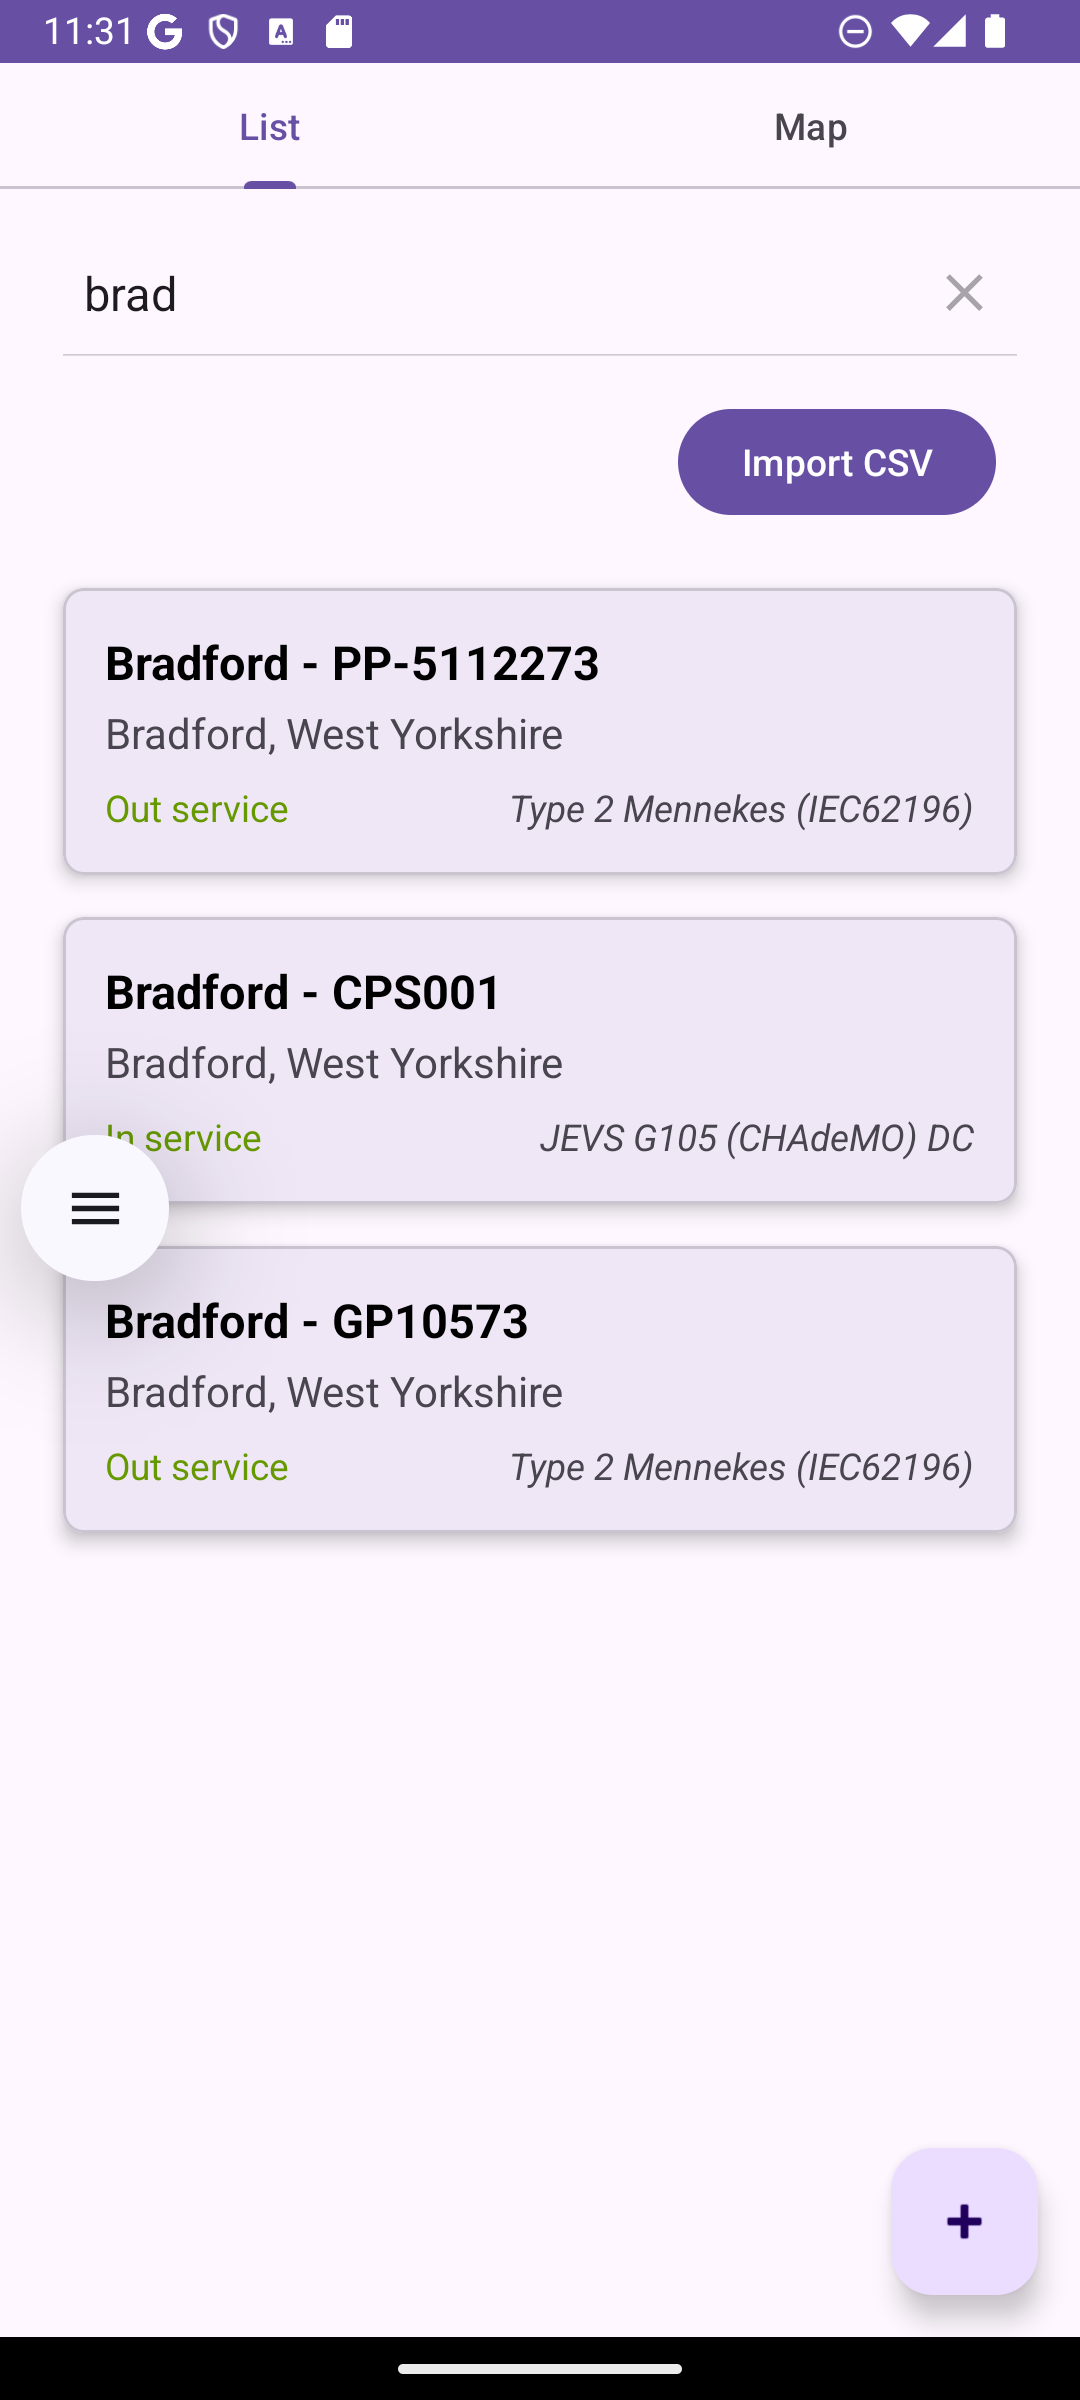 11:31
List
Map
brad
Import CSV
Bradford - PP-5112273
Bradford, West Yorkshire
Out service
Type 2 Mennekes (IEC62196)
Bradford - CPS001
Bradford, West Yorkshire
In service
JEVS G105 (CHAdeMO) DC
Bradford - GP10573
Bradford, West Yorkshire
Out service
Type 2 Mennekes (IEC62196)